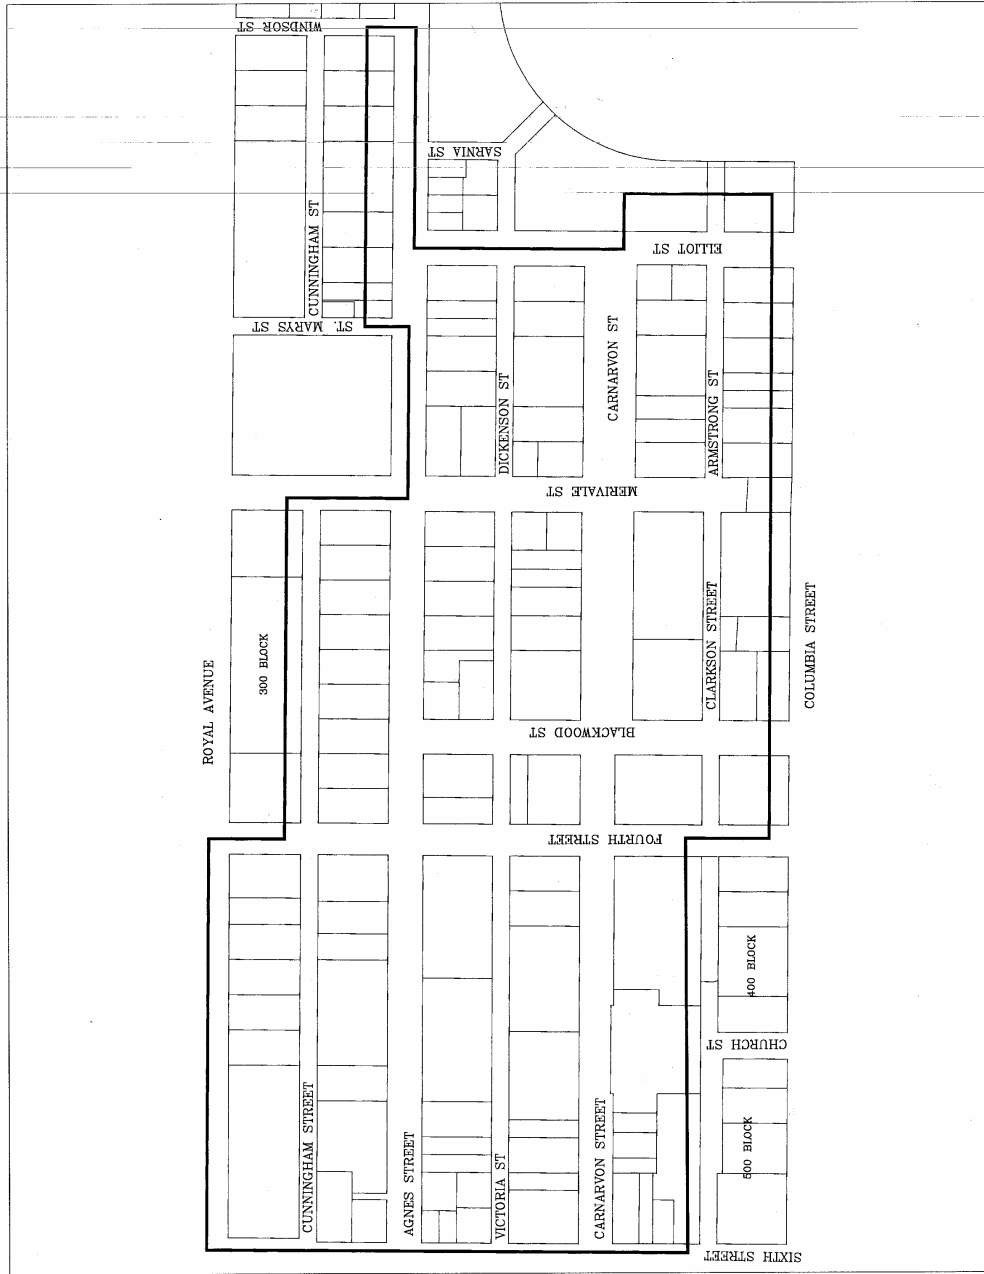 WINDSOR ST
SARNIA ST
CUNNINGHAM ST
ELLIOT ST
ST. MARYS ST
CARNARVON ST
DICKENSON ST
ARMSTRONG ST
MERIVALE ST
ROYAL AVENUE
300 BLOCK
CLARKSON STREET
COLUMBIA STREET
BLACKWOOD ST
FOURTH STREET
400 BLOCK
CHURCH ST
CUNNINGHAM STREET
AGNES STREET
VICTORIA ST
CARNARVON STREET
500 BLOCK
SIXTH STREET